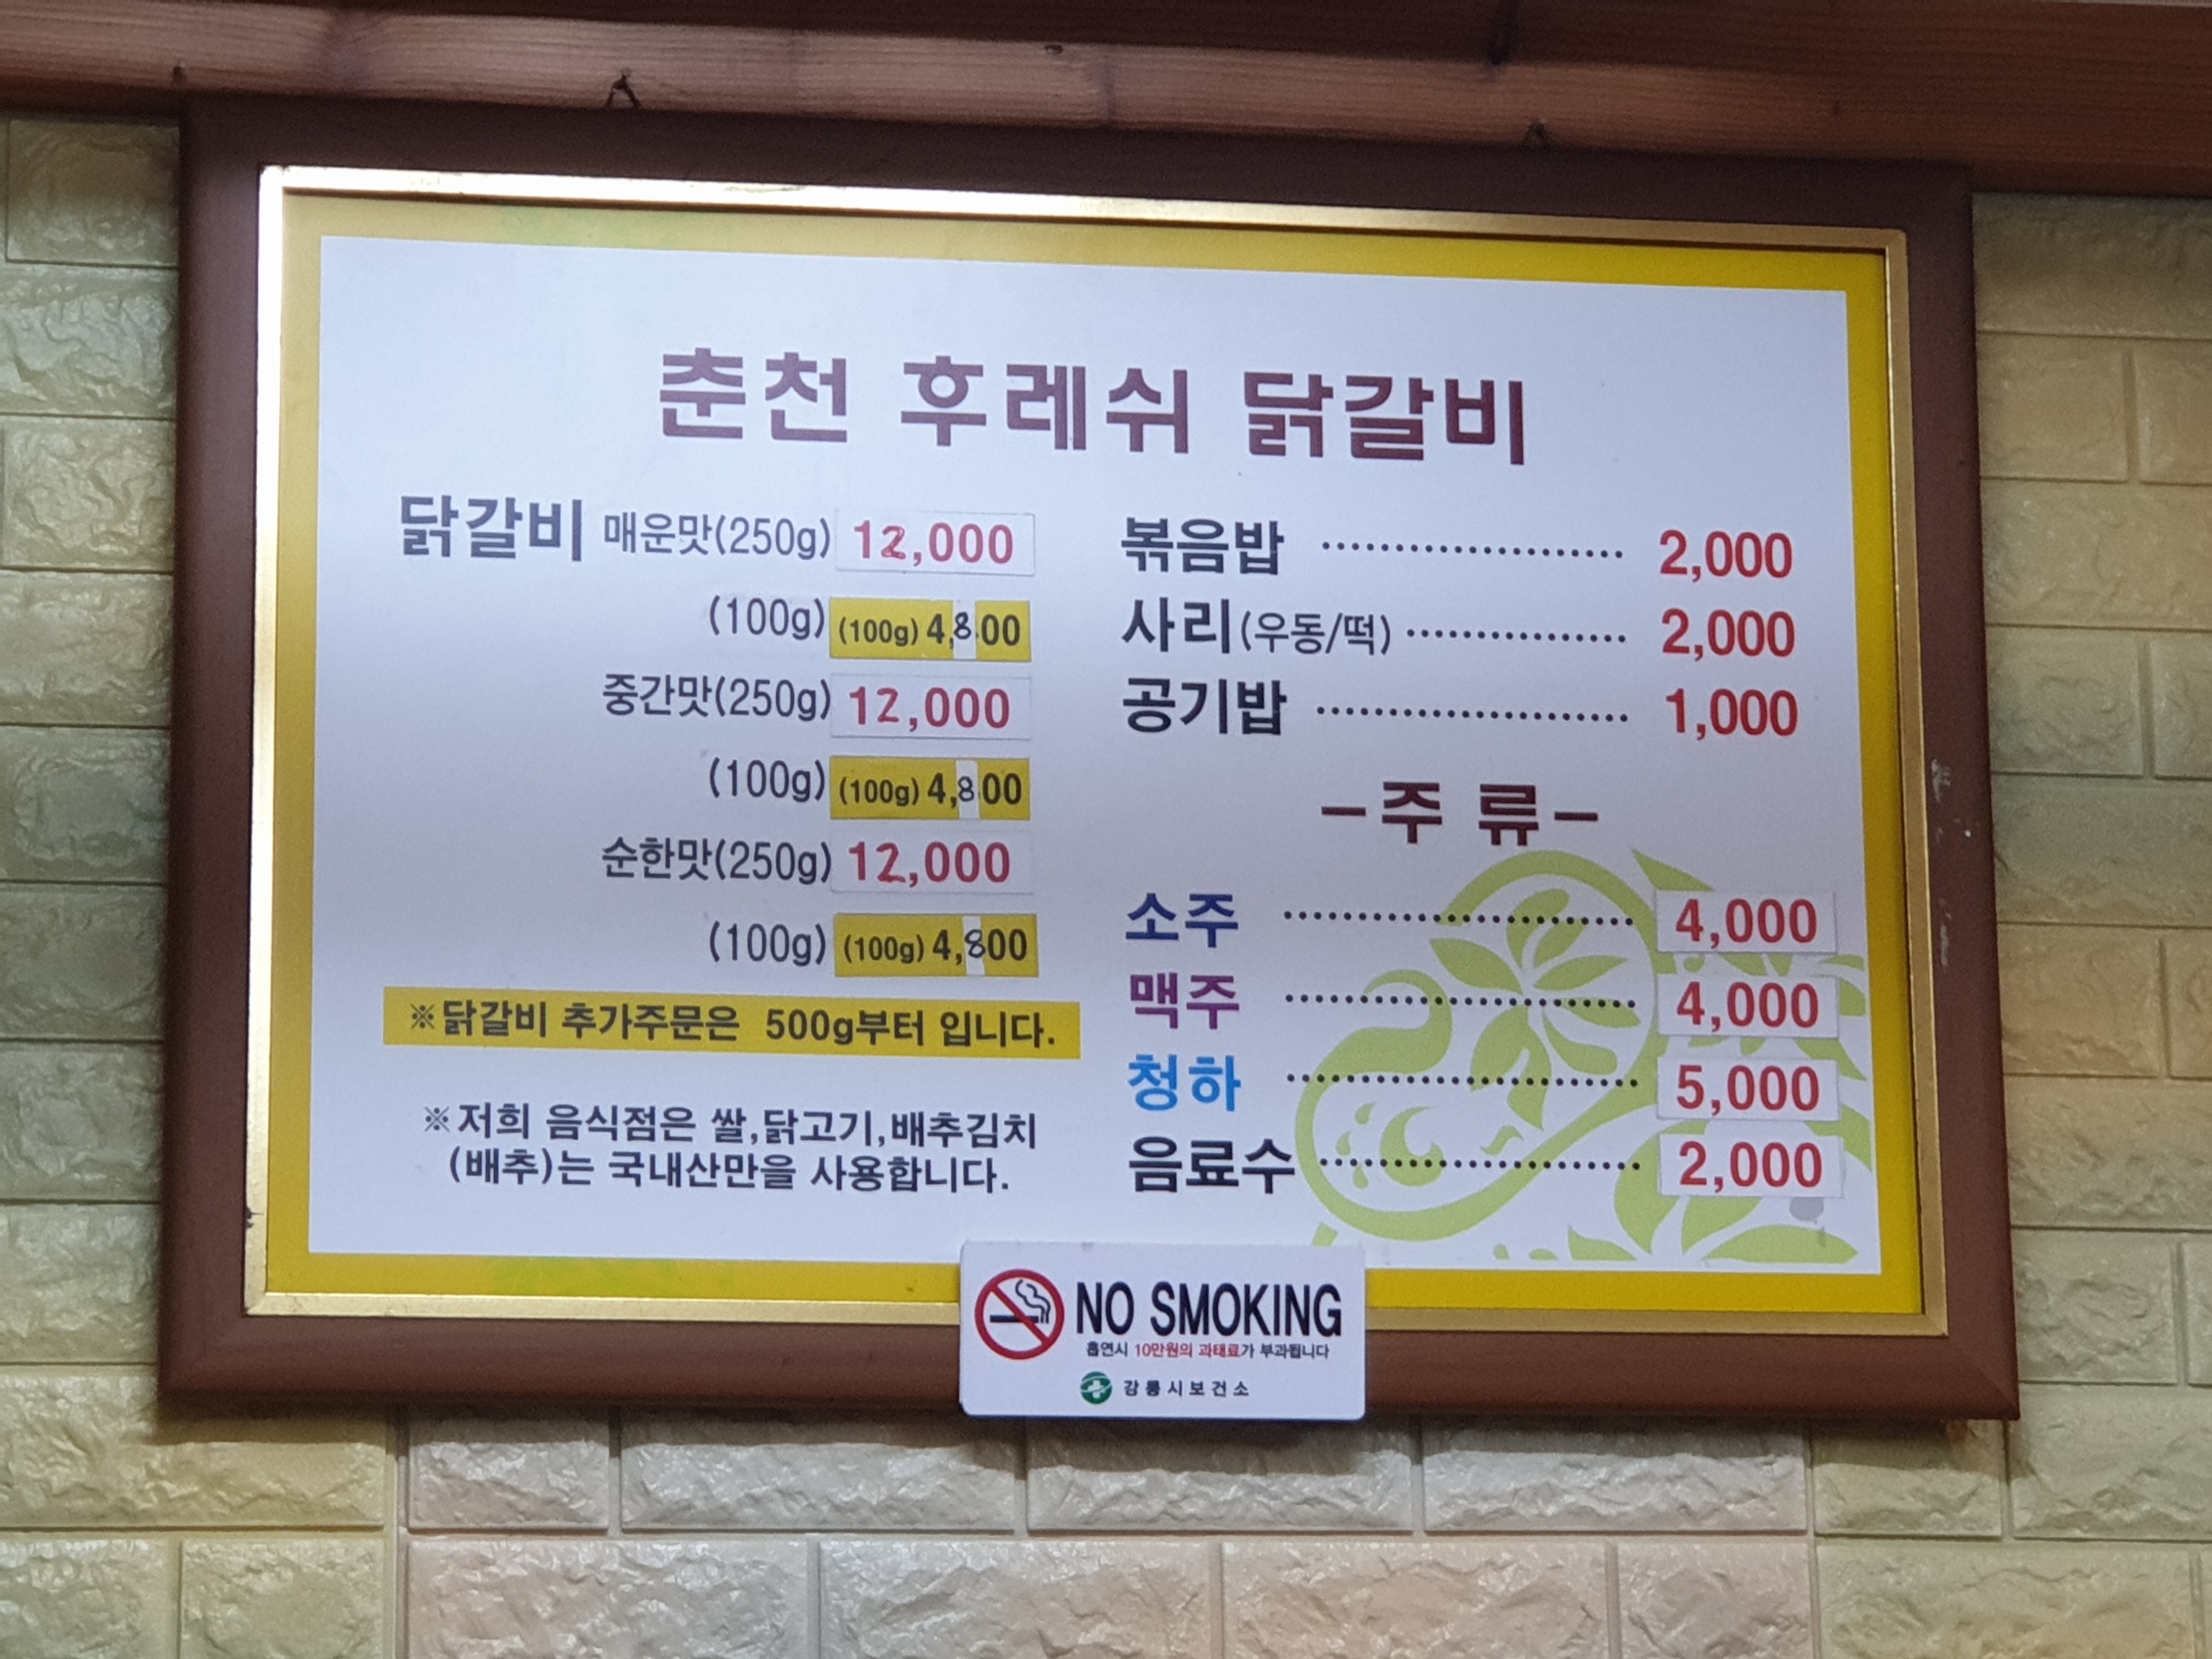 춘천 후레쉬 닭갈비
닭갈비 매운맛(250g) 12,000
(100g) (100g) 4,800
중간맛(250g) 12,000
(100g) (100g) 4,800
순한맛(250g) 12,000
(100g) (100g) 4,800
※닭갈비 추가주문은 500g부터 입니다.
※저희 음식점은 쌀,닭고기,배추김치
(배추)는 국내산만을 사용합니다.
볶음밥 ························ 2,000
사리(우동/떡) ················· 2,000
공기밥 ························ 1,000
–주 류–
소주 ························ 4,000
맥주 ························ 4,000
청하 ························ 5,000
음료수 ······················ 2,000
NO SMOKING
흡연시 10만원의 과태료가 부과됩니다
강릉시보건소